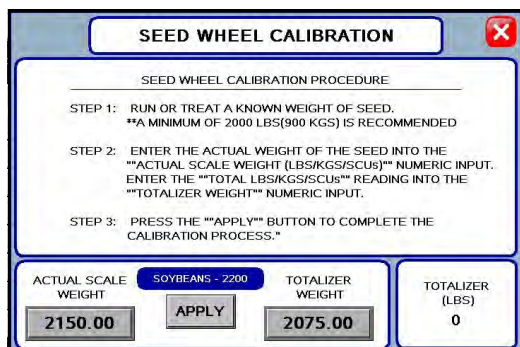 SEED WHEEL CALIBRATION
SEED WHEEL CALIBRATION PROCEDURE
STEP 1: RUN OR TREAT A KNOWN WEIGHT OF SEED.
**A MINIMUM OF 2000 LBS(900 KGS) IS RECOMMENDED
STEP 2: ENTER THE ACTUAL WEIGHT OF THE SEED INTO THE
""ACTUAL SCALE WEIGHT (LBS/KGS/SCUs)"" NUMERIC INPUT.
ENTER THE ""TOTAL LBS/KGS/SCUs"" READING INTO THE
""TOTALIZER WEIGHT"" NUMERIC INPUT.
STEP 3: PRESS THE ""APPLY"" BUTTON TO COMPLETE THE
CALIBRATION PROCESS."
ACTUAL SCALE
WEIGHT
2150.00
SOYBEANS - 2200
APPLY
TOTALIZER
WEIGHT
2075.00
TOTALIZER
(LBS)
0